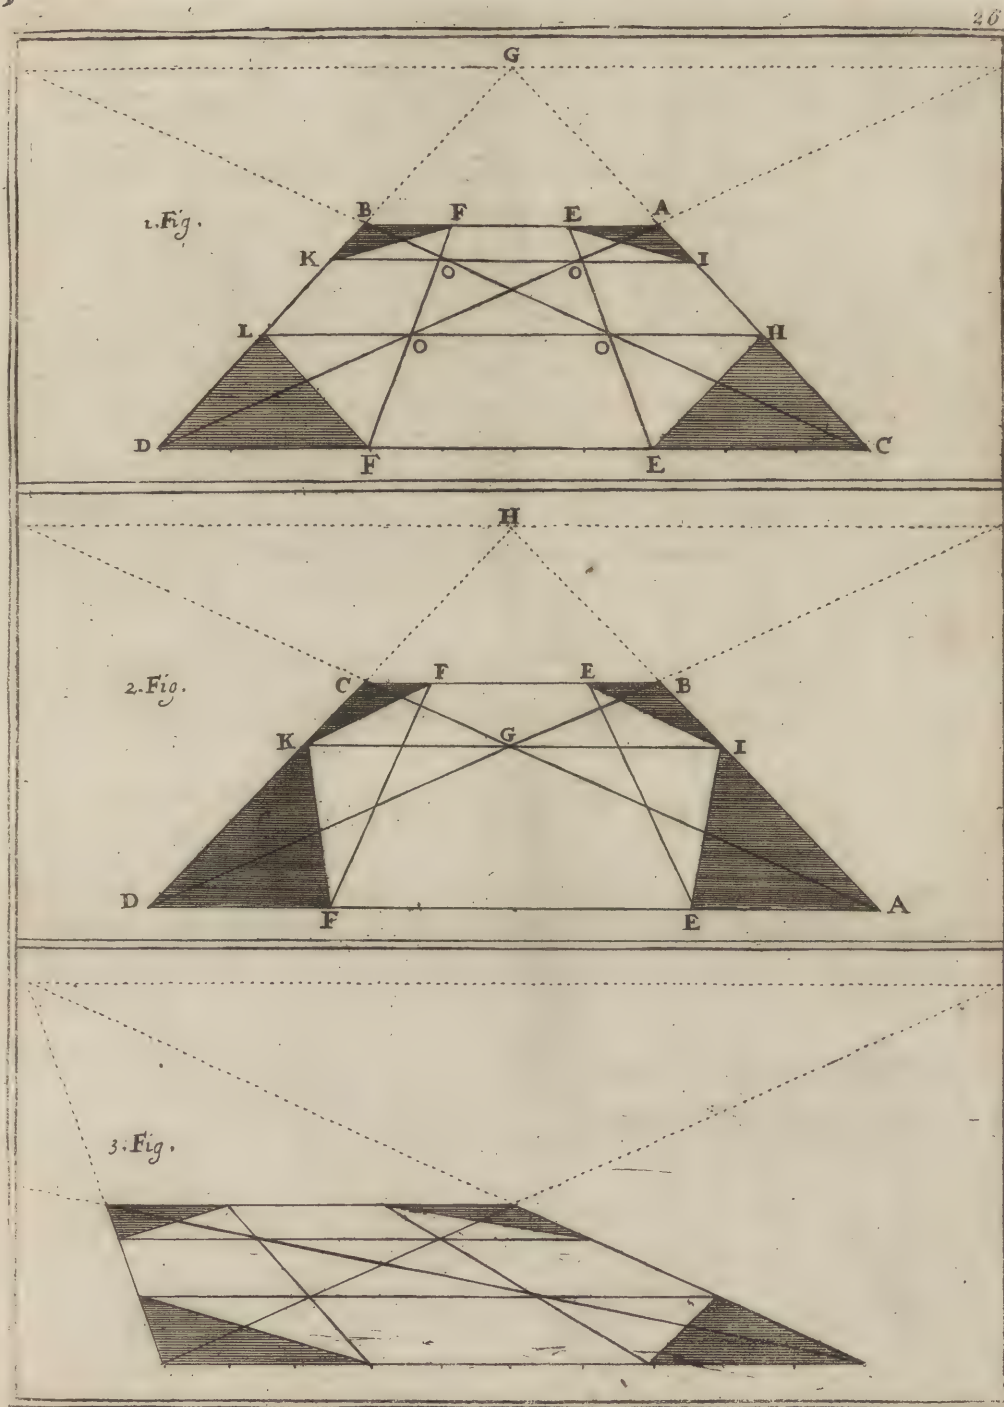 26
G
1. Fig.
B F E A
K O O I
L O O H
D F E C
H
2. Fig.
C F E B
K G I
D F E A
3. Fig.